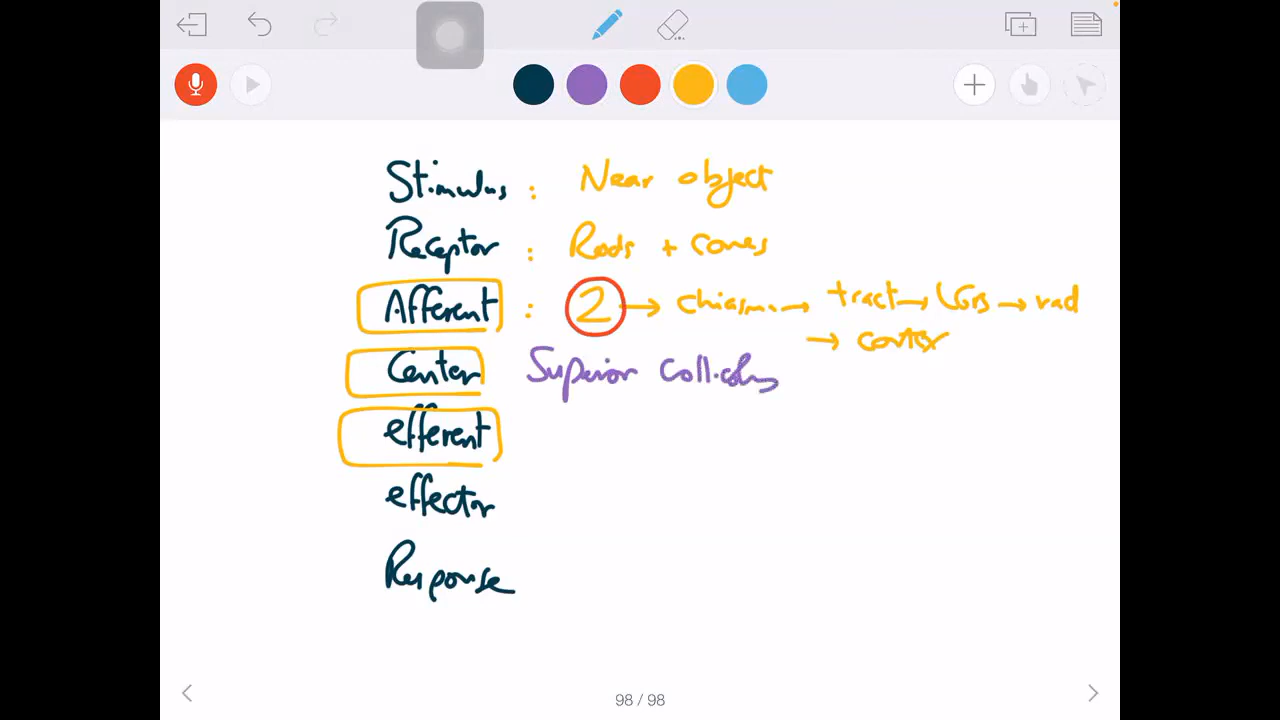 Stimulus : Near object
Receptor : Rods + cones
Afferent : 2 → chiasm → tract → LGB → rad
→ cortex
Center Superior Colliculus
efferent
effector
Response
98 / 98